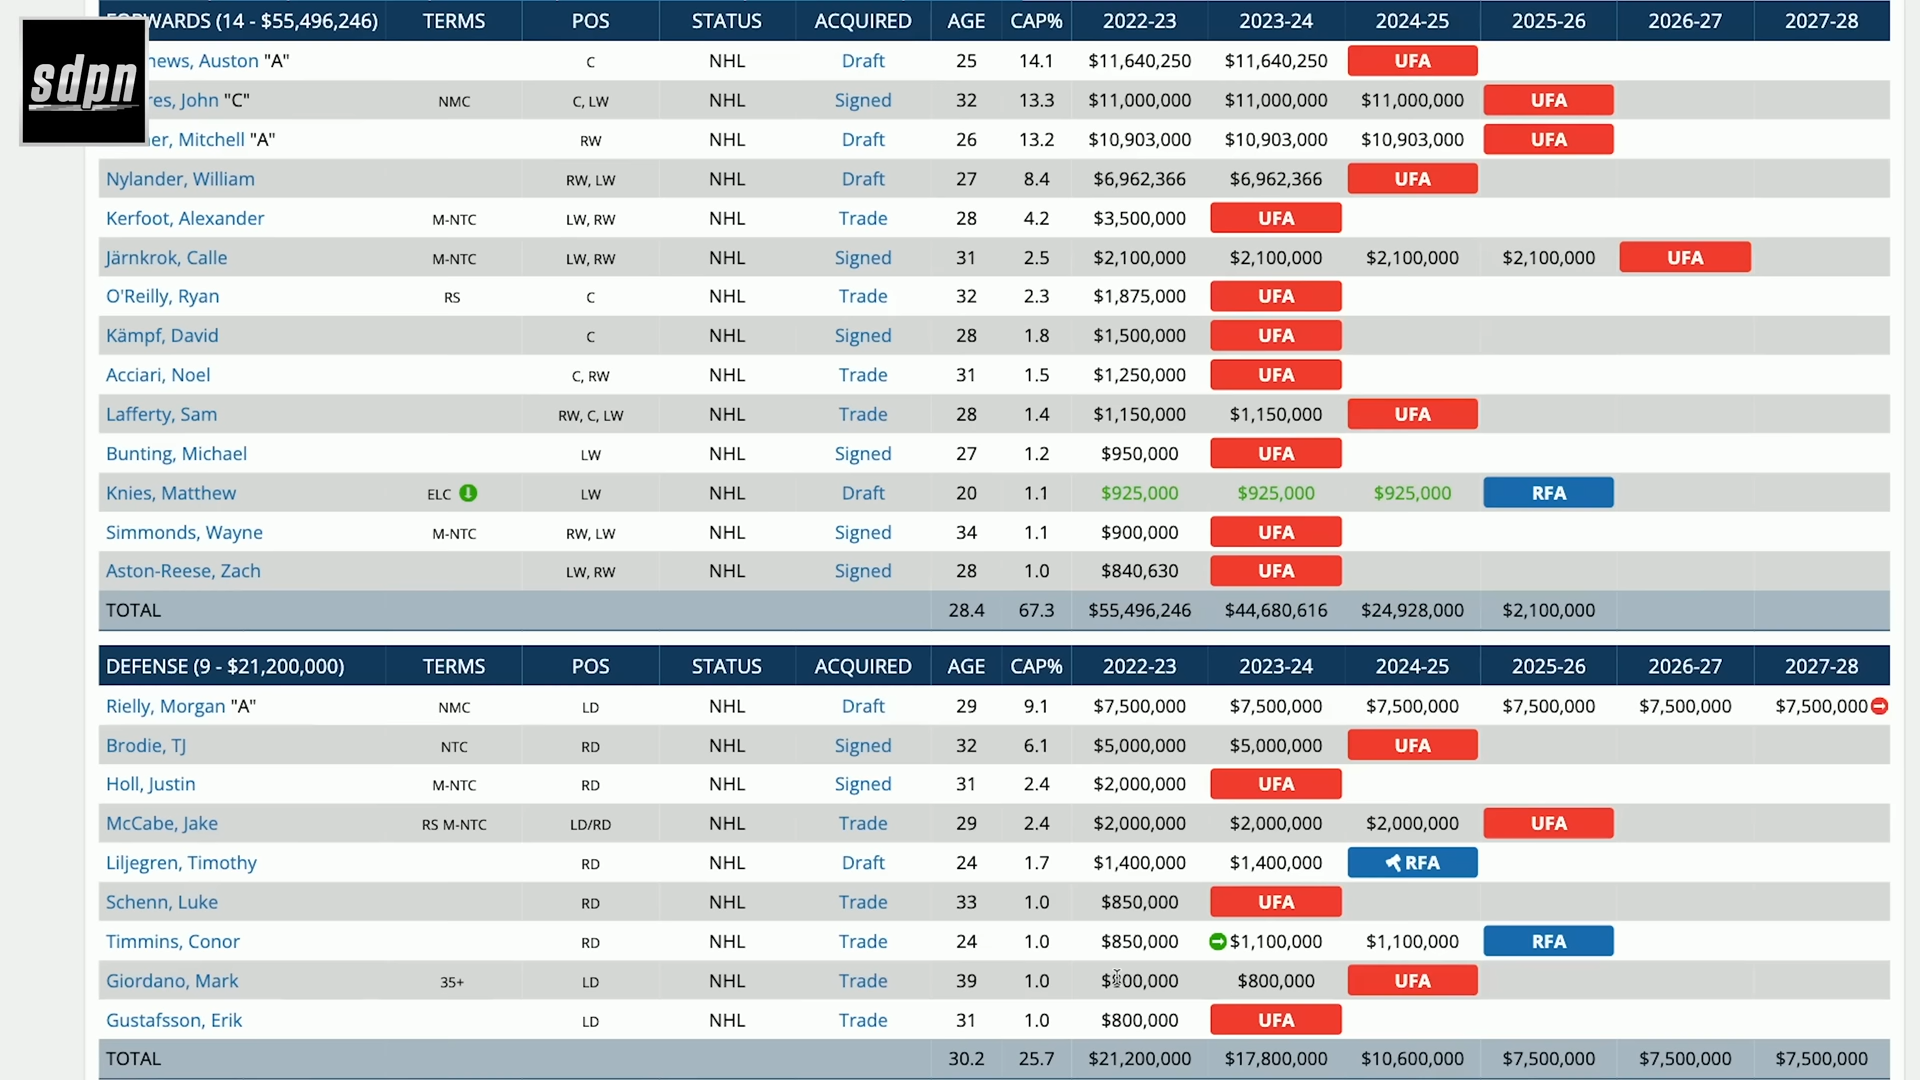 sdpn
FORWARDS (14 - $55,496,246) TERMS POS STATUS ACQUIRED AGE CAP% 2022-23 2023-24 2024-25 2025-26 2026-27 2027-28
hews, Auston "A" C NHL Draft 25 14.1 $11,640,250 $11,640,250 UFA
res, John "C" NMC C, LW NHL Signed 32 13.3 $11,000,000 $11,000,000 $11,000,000 UFA
er, Mitchell "A" RW NHL Draft 26 13.2 $10,903,000 $10,903,000 $10,903,000 UFA
Nylander, William RW, LW NHL Draft 27 8.4 $6,962,366 $6,962,366 UFA
Kerfoot, Alexander M-NTC LW, RW NHL Trade 28 4.2 $3,500,000 UFA
Järnkrok, Calle M-NTC LW, RW NHL Signed 31 2.5 $2,100,000 $2,100,000 $2,100,000 $2,100,000 UFA
O'Reilly, Ryan RS C NHL Trade 32 2.3 $1,875,000 UFA
Kämpf, David C NHL Signed 28 1.8 $1,500,000 UFA
Acciari, Noel C, RW NHL Trade 31 1.5 $1,250,000 UFA
Lafferty, Sam RW, C, LW NHL Trade 28 1.4 $1,150,000 $1,150,000 UFA
Bunting, Michael LW NHL Signed 27 1.2 $950,000 UFA
Knies, Matthew ELC LW NHL Draft 20 1.1 $925,000 $925,000 $925,000 RFA
Simmonds, Wayne M-NTC RW, LW NHL Signed 34 1.1 $900,000 UFA
Aston-Reese, Zach LW, RW NHL Signed 28 1.0 $840,630 UFA
TOTAL 28.4 67.3 $55,496,246 $44,680,616 $24,928,000 $2,100,000
DEFENSE (9 - $21,200,000) TERMS POS STATUS ACQUIRED AGE CAP% 2022-23 2023-24 2024-25 2025-26 2026-27 2027-28
Rielly, Morgan "A" NMC LD NHL Draft 29 9.1 $7,500,000 $7,500,000 $7,500,000 $7,500,000 $7,500,000 $7,500,000
Brodie, TJ NTC RD NHL Signed 32 6.1 $5,000,000 $5,000,000 UFA
Holl, Justin M-NTC RD NHL Signed 31 2.4 $2,000,000 UFA
McCabe, Jake RS M-NTC LD/RD NHL Trade 29 2.4 $2,000,000 $2,000,000 $2,000,000 UFA
Liljegren, Timothy RD NHL Draft 24 1.7 $1,400,000 $1,400,000 RFA
Schenn, Luke RD NHL Trade 33 1.0 $850,000 UFA
Timmins, Conor RD NHL Trade 24 1.0 $850,000 $1,100,000 $1,100,000 RFA
Giordano, Mark 35+ LD NHL Trade 39 1.0 $800,000 $800,000 UFA
Gustafsson, Erik LD NHL Trade 31 1.0 $800,000 UFA
TOTAL 30.2 25.7 $21,200,000 $17,800,000 $10,600,000 $7,500,000 $7,500,000 $7,500,000